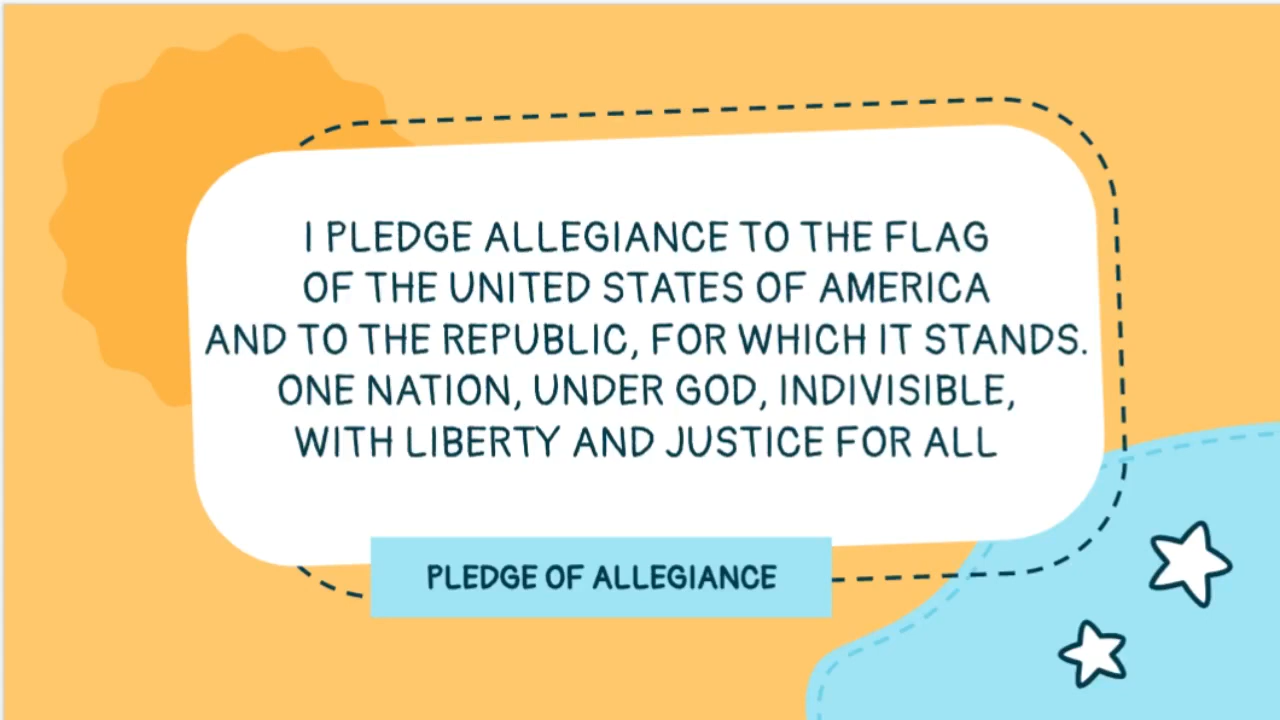 I PLEDGE ALLEGIANCE TO THE FLAG
OF THE UNITED STATES OF AMERICA
AND TO THE REPUBLIC, FOR WHICH IT STANDS.
ONE NATION, UNDER GOD, INDIVISIBLE,
WITH LIBERTY AND JUSTICE FOR ALL
PLEDGE OF ALLEGIANCE